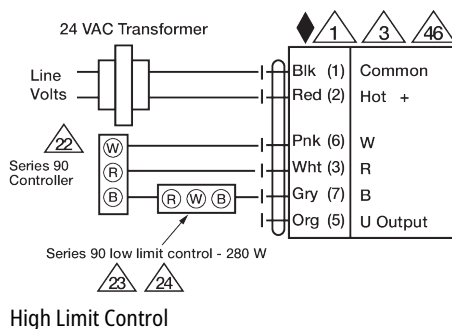 24 VAC Transformer
1 3 46
Line Volts
Blk (1) Common
Red (2) Hot +
22
Series 90 Controller
W
R
B
Pnk (6) W
Wht (3) R
R W B
Gry (7) B
Org (5) U Output
Series 90 low limit control - 280 W
23 24
High Limit Control